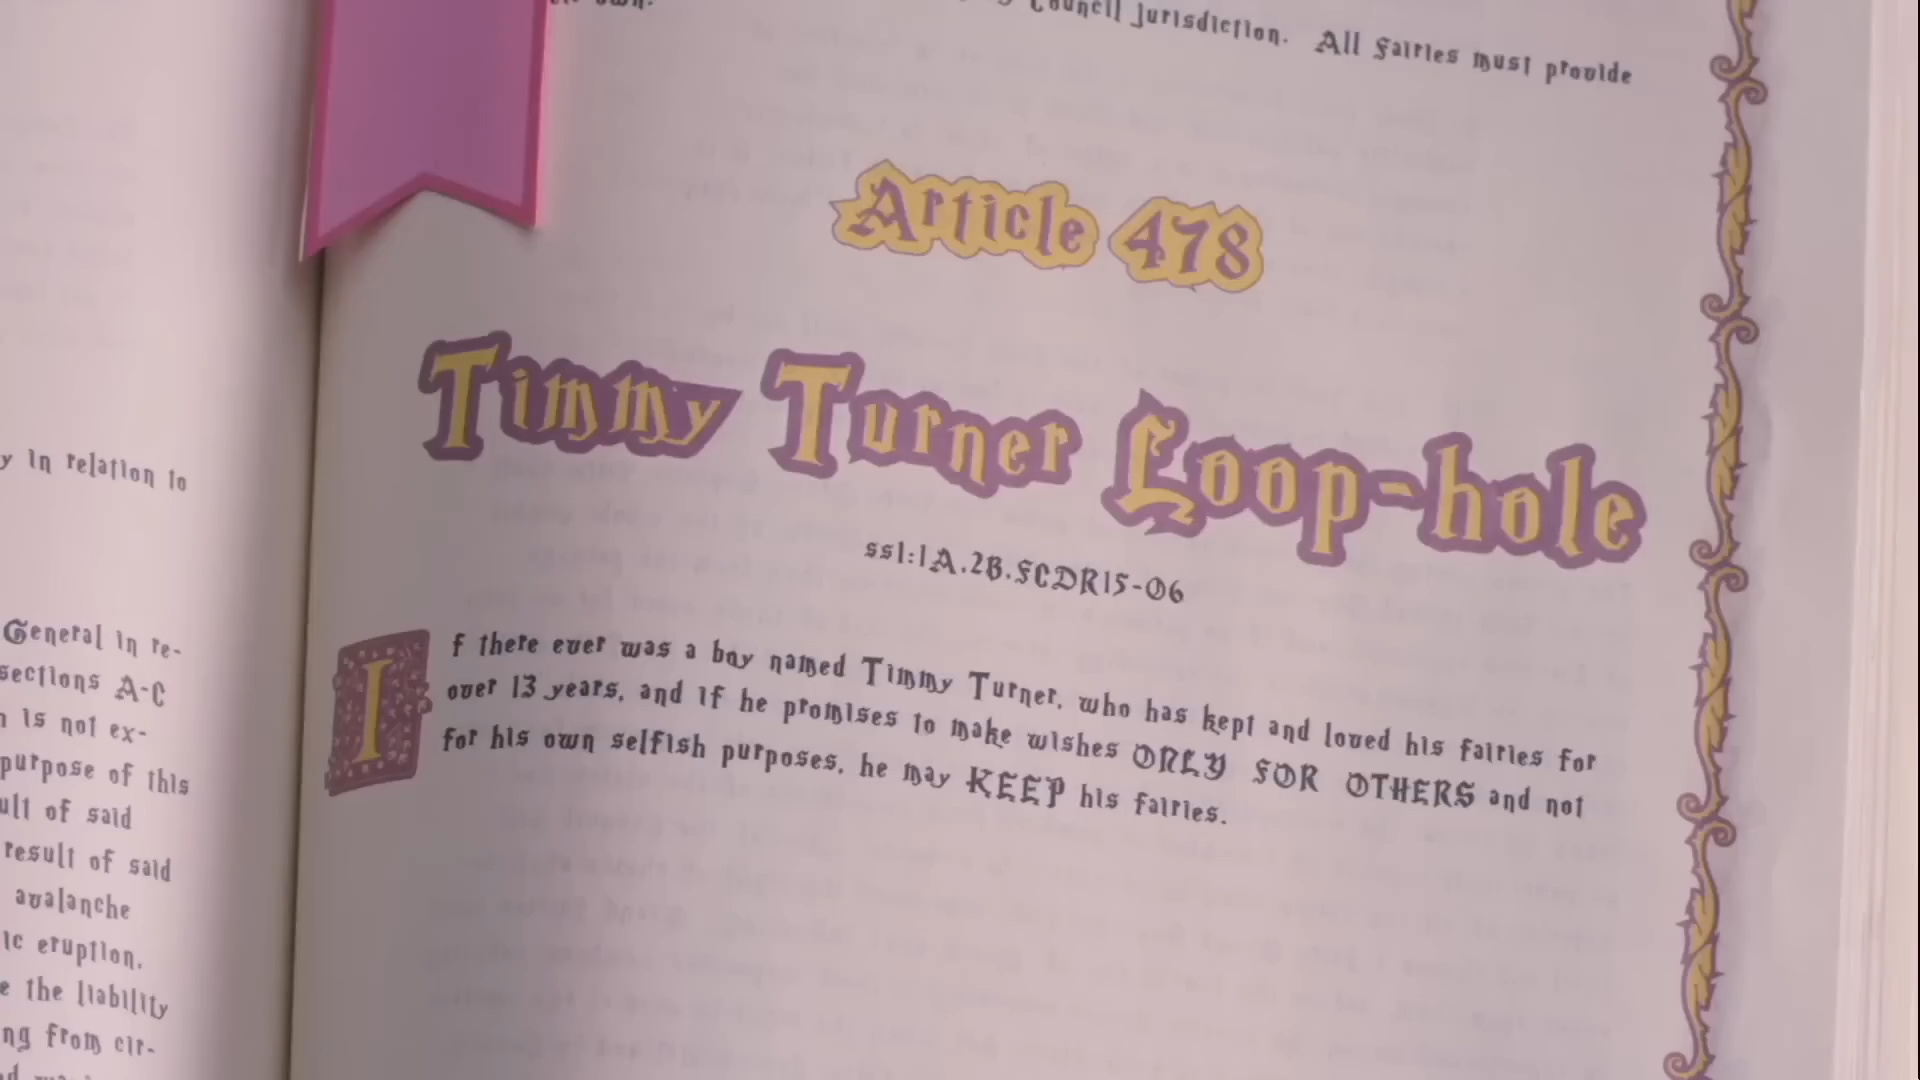 y in relation to
General in re-
sections A-C
is not ex-
purpose of this
ult of said
result of said
avalanche
ic eruption.
e the liability
ng from cir-
own.
Council jurisdiction. All Fairies must provide
Article 478
Timmy Turner Loop-hole
ss1:1A.2B.FCDR15-06
If there ever was a boy named Timmy Turner, who has kept and loved his fairies for
over 13 years, and if he promises to make wishes ONLY FOR OTHERS and not
for his own selfish purposes, he may KEEP his fairies.